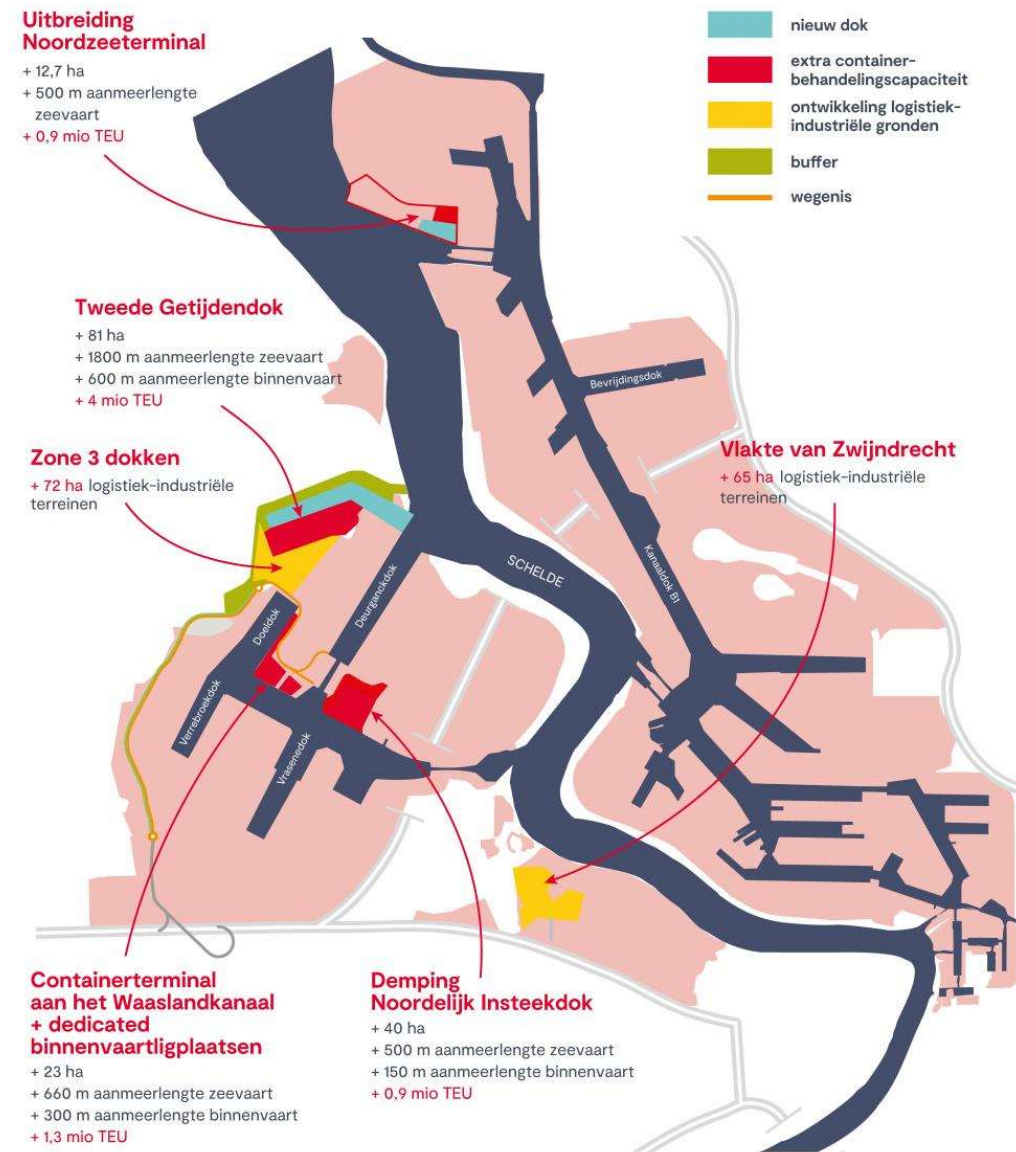 Uitbreiding
Noordzeeterminal
+ 12,7 ha
+ 500 m aanmeerlengte
zeevaart
+ 0,9 mio TEU
nieuw dok
extra container-
behandelingscapaciteit
ontwikkeling logistiek-
industriële gronden
buffer
wegenis
Tweede Getijdendok
+ 81 ha
+ 1800 m aanmeerlengte zeevaart
+ 600 m aanmeerlengte binnenvaart
+ 4 mio TEU
Bevrijdingsdok
Zone 3 dokken
+ 72 ha logistiek-industriële
terreinen
Vlakte van Zwijndrecht
+ 65 ha logistiek-industriële
terreinen
SCHELDE
Kanaaldok B1
Deurganckdok
Doeldok
Verrebroekdok
Vrasenedok
Containerterminal
aan het Waaslandkanaal
+ dedicated
binnenvaartligplaatsen
+ 23 ha
+ 660 m aanmeerlengte zeevaart
+ 300 m aanmeerlengte binnenvaart
+ 1,3 mio TEU
Demping
Noordelijk Insteekdok
+ 40 ha
+ 500 m aanmeerlengte zeevaart
+ 150 m aanmeerlengte binnenvaart
+ 0,9 mio TEU